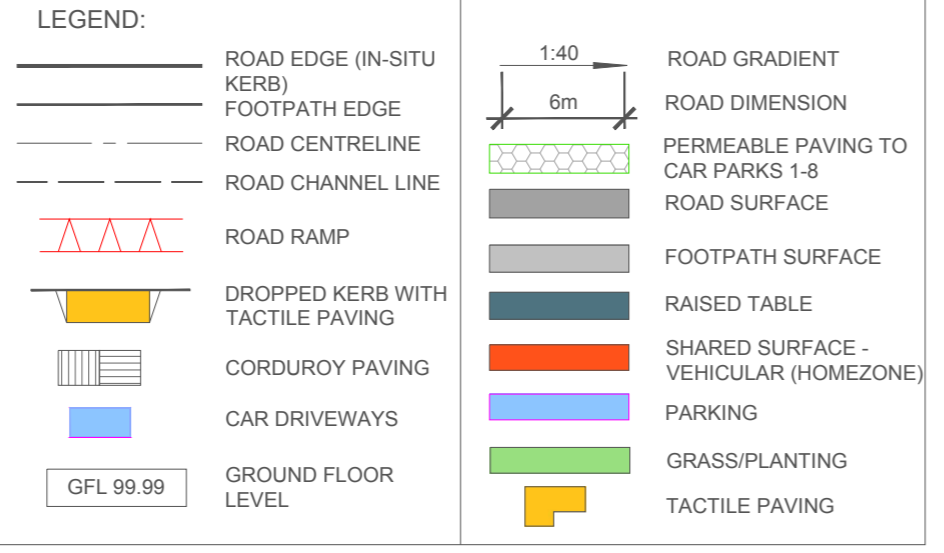 LEGEND:
ROAD EDGE (IN-SITU
KERB)
FOOTPATH EDGE
ROAD CENTRELINE
ROAD CHANNEL LINE
ROAD RAMP
DROPPED KERB WITH
TACTILE PAVING
CORDUROY PAVING
CAR DRIVEWAYS
GFL 99.99
GROUND FLOOR
LEVEL
1:40
ROAD GRADIENT
6m
ROAD DIMENSION
PERMEABLE PAVING TO
CAR PARKS 1-8
ROAD SURFACE
FOOTPATH SURFACE
RAISED TABLE
SHARED SURFACE -
VEHICULAR (HOMEZONE)
PARKING
GRASS/PLANTING
TACTILE PAVING